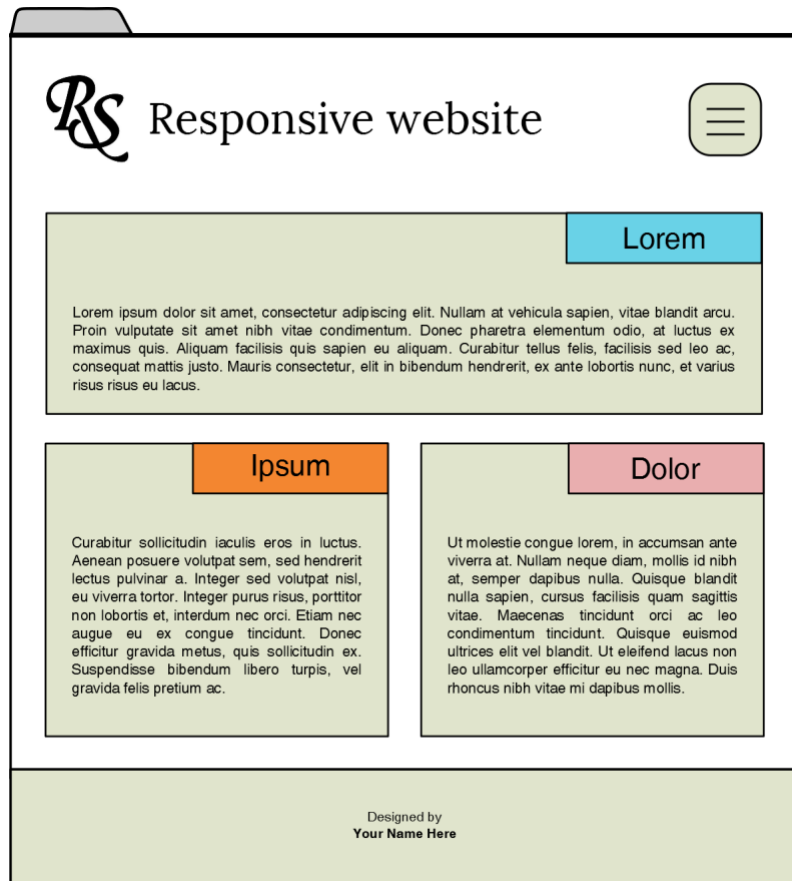 RS Responsive website
Lorem
Lorem ipsum dolor sit amet, consectetur adipiscing elit. Nullam at vehicula sapien, vitae blandit arcu.
Proin vulputate sit amet nibh vitae condimentum. Donec pharetra elementum odio, at luctus ex
maximus quis. Aliquam facilisis quis sapien eu aliquam. Curabitur tellus felis, facilisis sed leo ac,
consequat mattis justo. Mauris consectetur, elit in bibendum hendrerit, ex ante lobortis nunc, et varius
risus risus eu lacus.
Ipsum
Curabitur sollicitudin iaculis eros in luctus.
Aenean posuere volutpat sem, sed hendrerit
lectus pulvinar a. Integer sed volutpat nisl,
eu viverra tortor. Integer purus risus, porttitor
non lobortis et, interdum nec orci. Etiam nec
augue eu ex congue tincidunt. Donec
efficitur gravida metus, quis sollicitudin ex.
Suspendisse bibendum libero turpis, vel
gravida felis pretium ac.
Dolor
Ut molestie congue lorem, in accumsan ante
viverra at. Nullam neque diam, mollis id nibh
at, semper dapibus nulla. Quisque blandit
nulla sapien, cursus facilisis quam sagittis
vitae. Maecenas tincidunt orci ac leo
condimentum tincidunt. Quisque euismod
ultrices elit vel blandit. Ut eleifend lacus non
leo ullamcorper efficitur eu nec magna. Duis
rhoncus nibh vitae mi dapibus mollis.
Designed by
Your Name Here